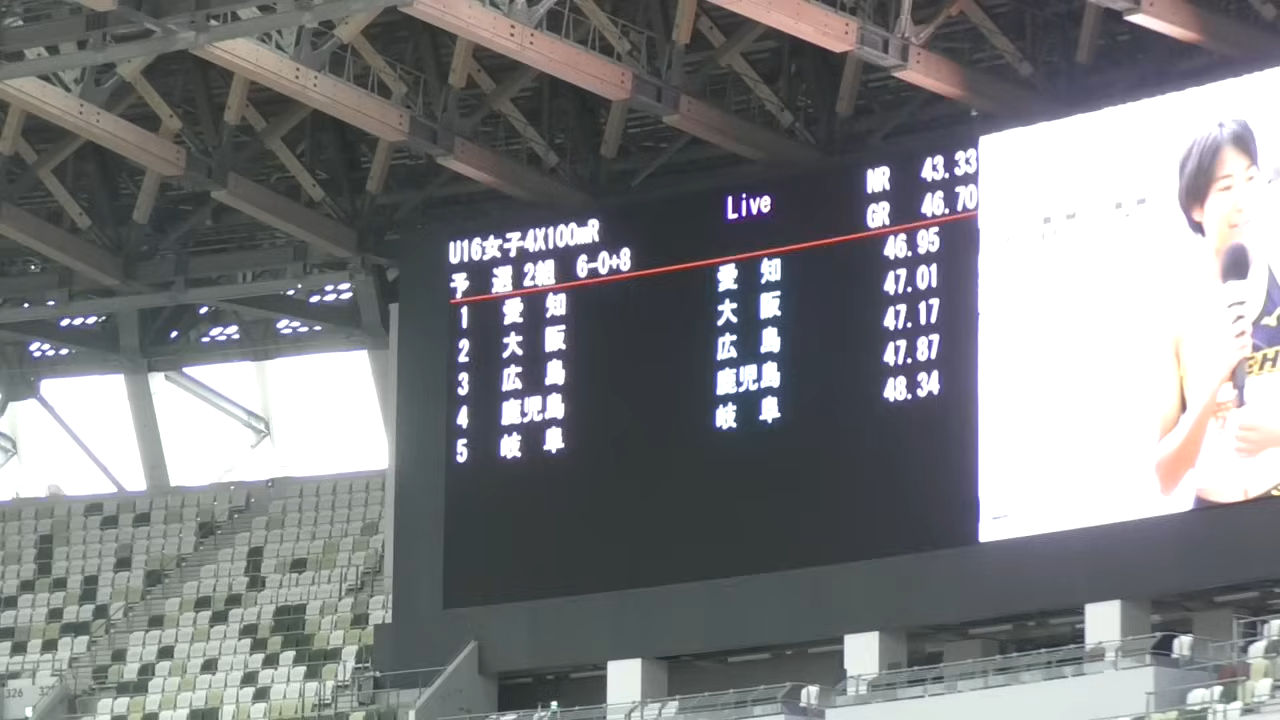 Live
NR 43.33
GR 46.70
U16女子4X100mR
予 選 2組 6-0+8
1 愛 知 愛 知 46.95
2 大 阪 大 阪 47.01
3 広 島 広 島 47.17
4 鹿児島 鹿児島 47.87
5 岐 阜 岐 阜 48.34
326